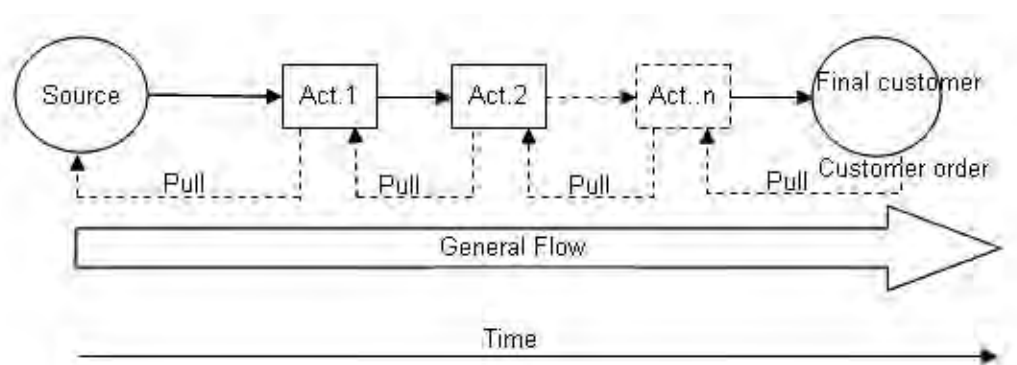 Source
Act.1
Act.2
Act..n
Final customer
Pull
Pull
Pull
Pull
Customer order
General Flow
Time